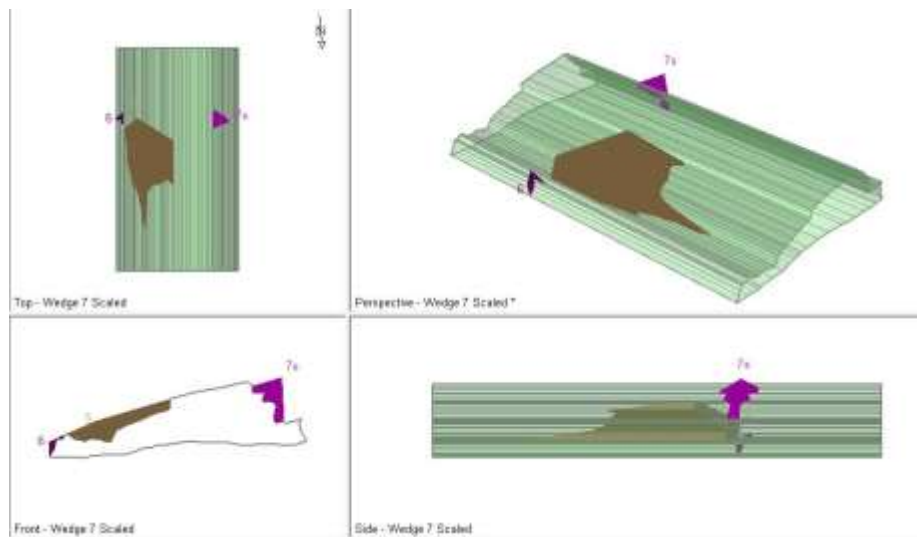 N
6
7s
Top - Wedge 7 Scaled
7s
6
Perspective - Wedge 7 Scaled *
7s
5
6
Front - Wedge 7 Scaled
7s
Side - Wedge 7 Scaled